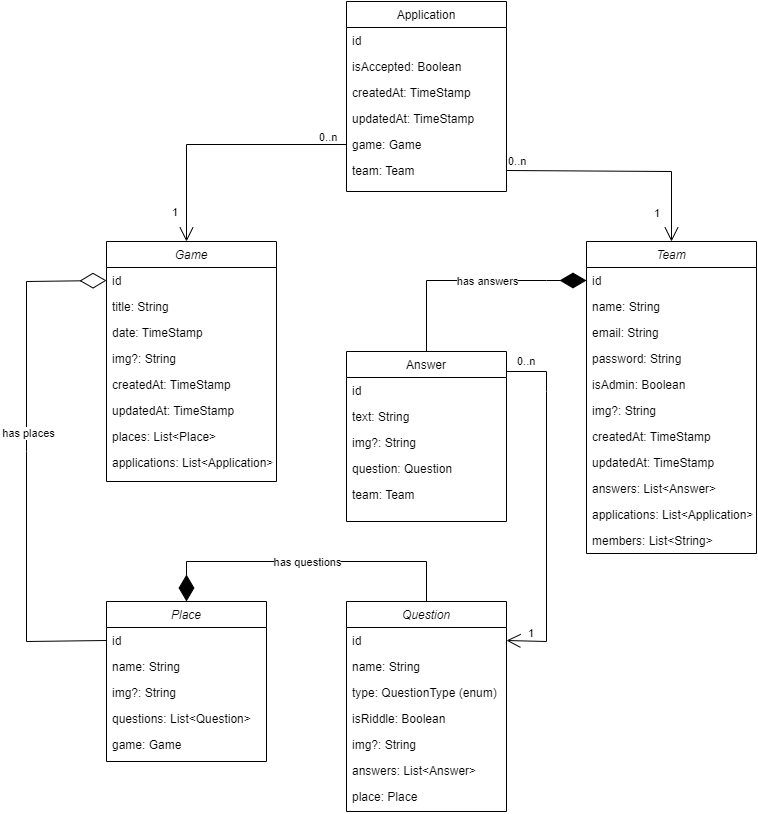 Application
id
isAccepted: Boolean
createdAt: TimeStamp
updatedAt: TimeStamp
game: Game
team: Team
0..n
0..n
1
1
Game
id
title: String
date: TimeStamp
img?: String
createdAt: TimeStamp
updatedAt: TimeStamp
places: List<Place>
applications: List<Application>
Team
id
name: String
email: String
password: String
isAdmin: Boolean
img?: String
createdAt: TimeStamp
updatedAt: TimeStamp
answers: List<Answer>
applications: List<Application>
members: List<String>
has answers
Answer
id
text: String
img?: String
question: Question
team: Team
0..n
has places
has questions
Place
id
name: String
img?: String
questions: List<Question>
game: Game
Question
id
name: String
type: QuestionType (enum)
isRiddle: Boolean
img?: String
answers: List<Answer>
place: Place
1